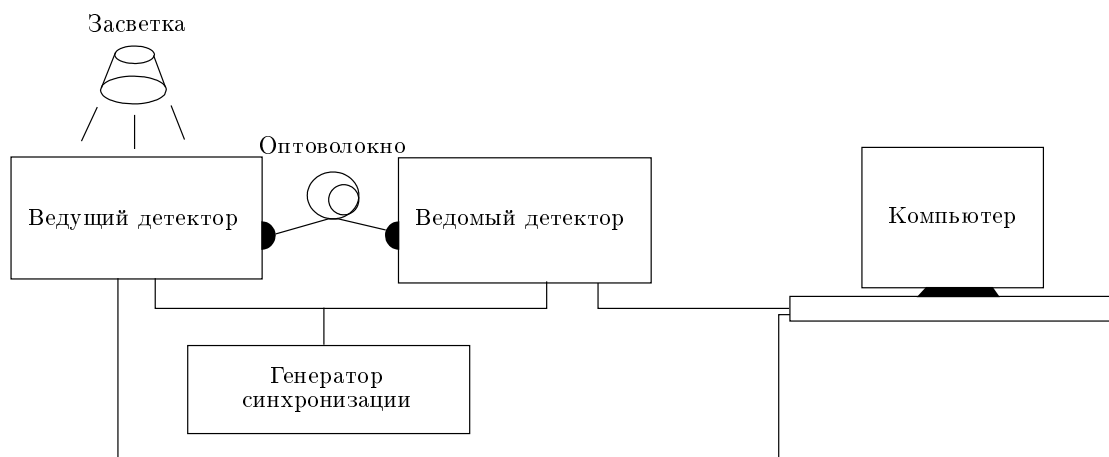 Засветка
Оптоволокно
Ведущий детектор
Ведомый детектор
Компьютер
Генератор
синхронизации